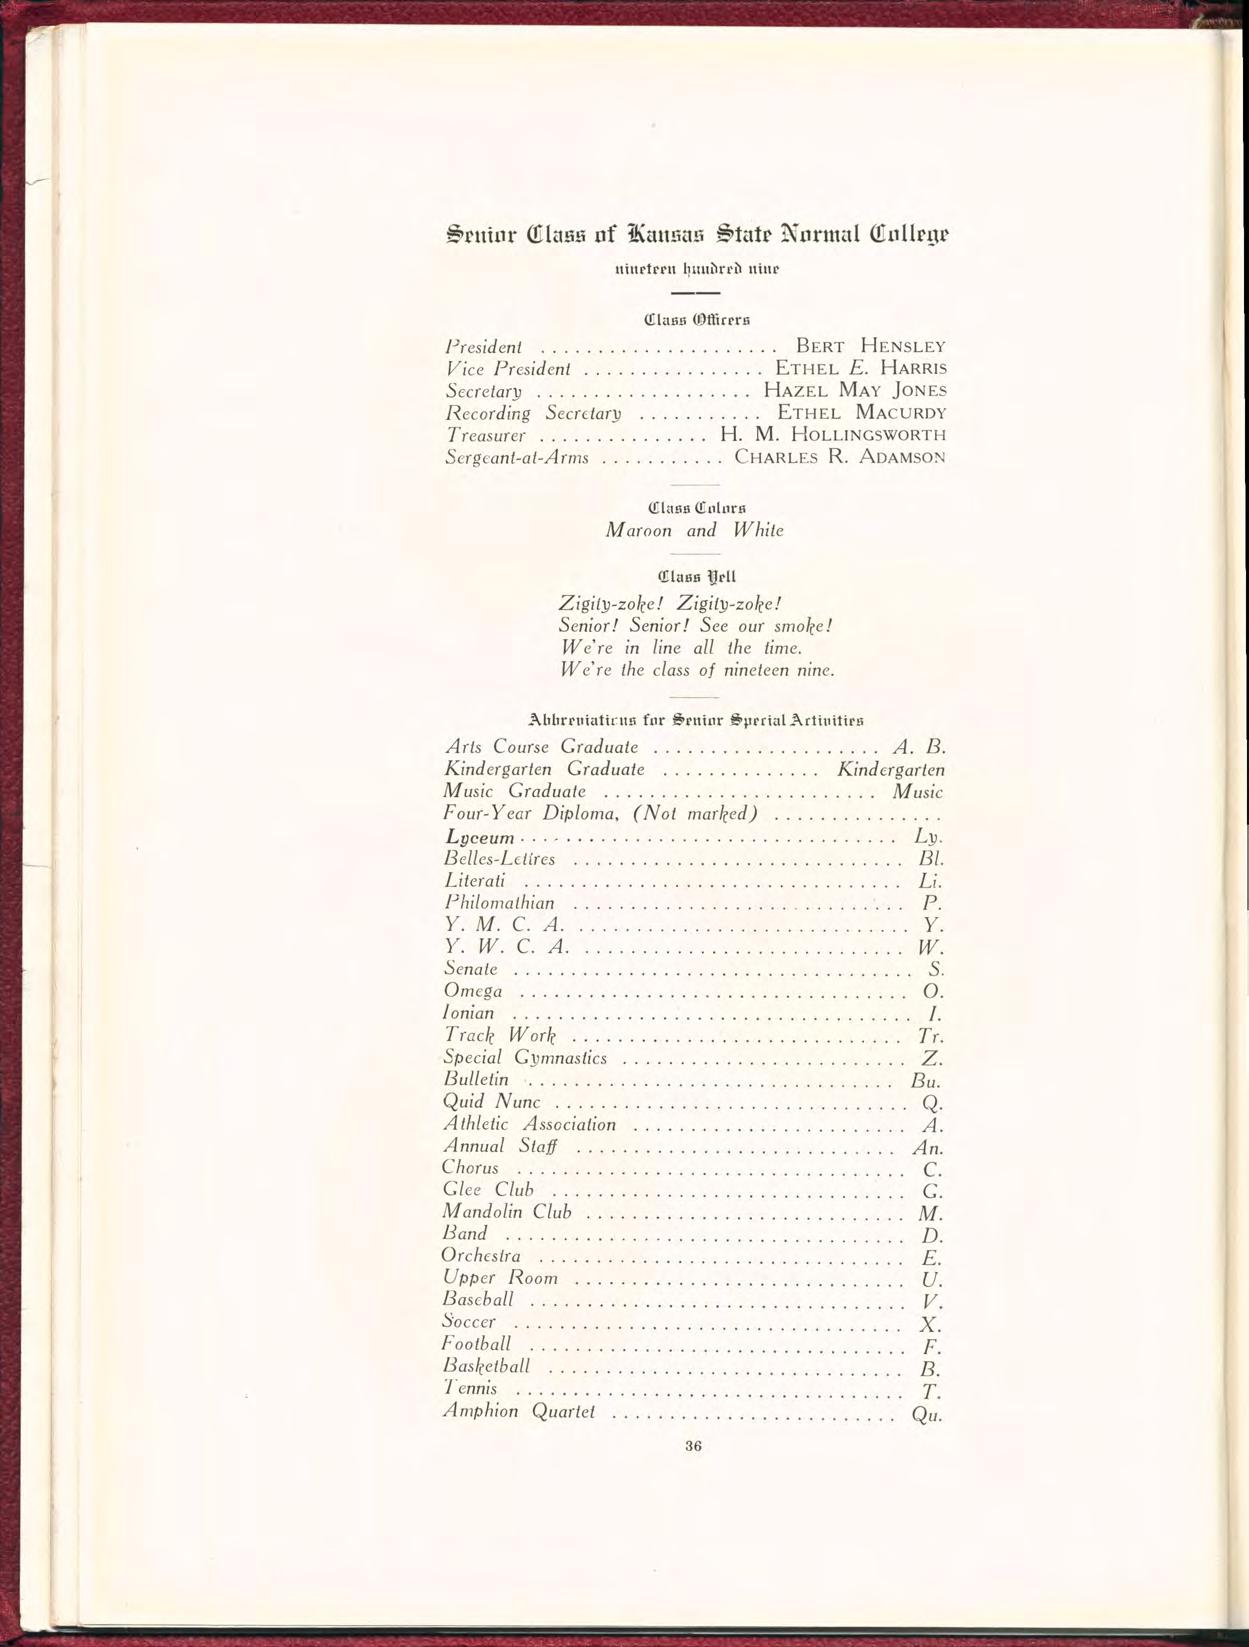 Senior Class of Kansas State Normal College
nineteen hundred nine
Class Officers
President ..................... BERT HENSLEY
Vice President ................ ETHEL E. HARRIS
Secretary ................... HAZEL MAY JONES
Recording Secretary ........... ETHEL MACURDY
Treasurer ............... H. M. HOLLINGSWORTH
Sergeant-at-Arms ........... CHARLES R. ADAMSON
Class Colors
Maroon and White
Class Yell
Zigity-zoke! Zigity-zoke!
Senior! Senior! See our smoke!
We're in line all the time.
We're the class of nineteen nine.
Abbreviations for Senior Special Activities
Arts Course Graduate .................... A. B.
Kindergarten Graduate .............. Kindergarten
Music Graduate ........................ Music
Four-Year Diploma, (Not marked) ...............
Lyceum ................................. Ly.
Belles-Lettres ............................. Bl.
Literati ................................. Li.
Philomathian ............................. P.
Y. M. C. A. ............................. Y.
Y. W. C. A. ............................ W.
Senate ................................... S.
Omega .................................. O.
Ionian .................................... I.
Track Work ............................. Tr.
Special Gymnastics ......................... Z.
Bulletin ................................ Bu.
Quid Nunc ............................... Q.
Athletic Association ........................ A.
Annual Staff ............................ An.
Chorus .................................. C.
Glee Club ............................... G.
Mandolin Club ............................ M.
Band ................................... D.
Orchestra ................................ E.
Upper Room ............................. U.
Baseball ................................. V.
Soccer .................................. X.
Football ................................. F.
Basketball ............................... B.
Tennis .................................. T.
Amphion Quartet ......................... Qu.
36